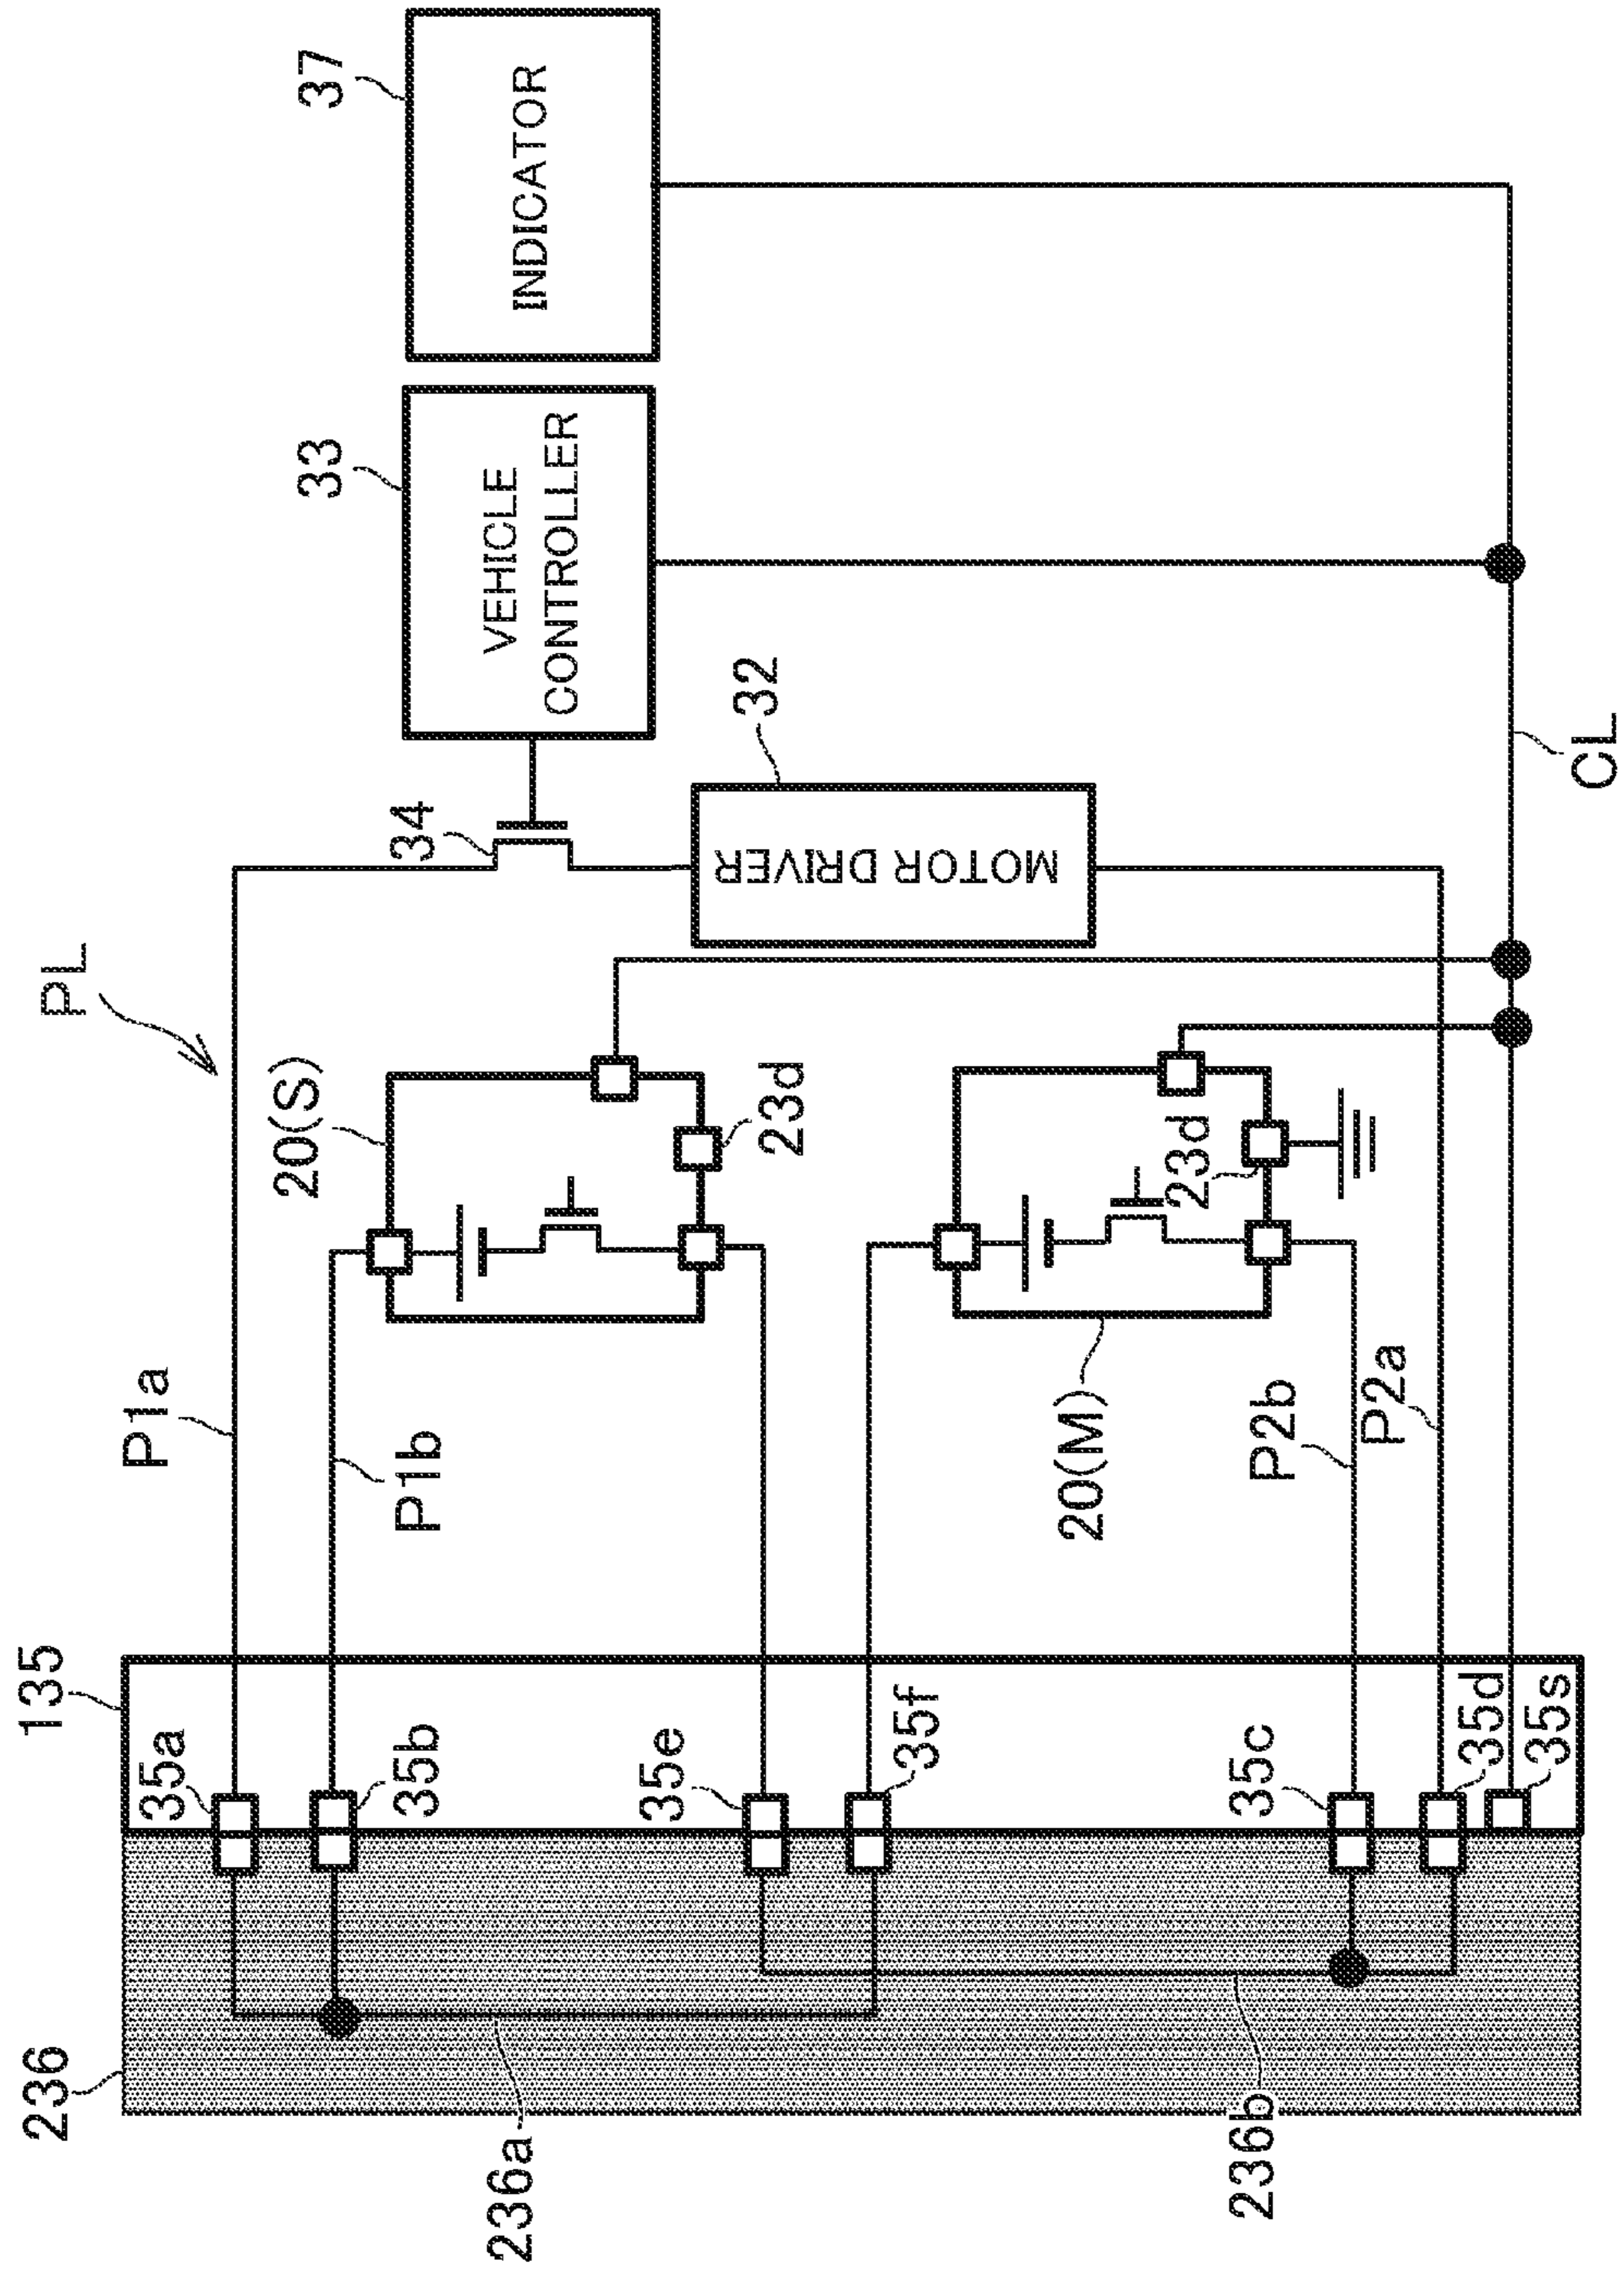 236
135
PL
P1a
35a
P1b
35b
20(S)
34
33
37
VEHICLE
CONTROLLER
INDICATOR
236a
35e
23d
32
MOTOR DRIVER
35f
20(M)
23d
236b
35c
P2b
P2a
35d
35s
CL